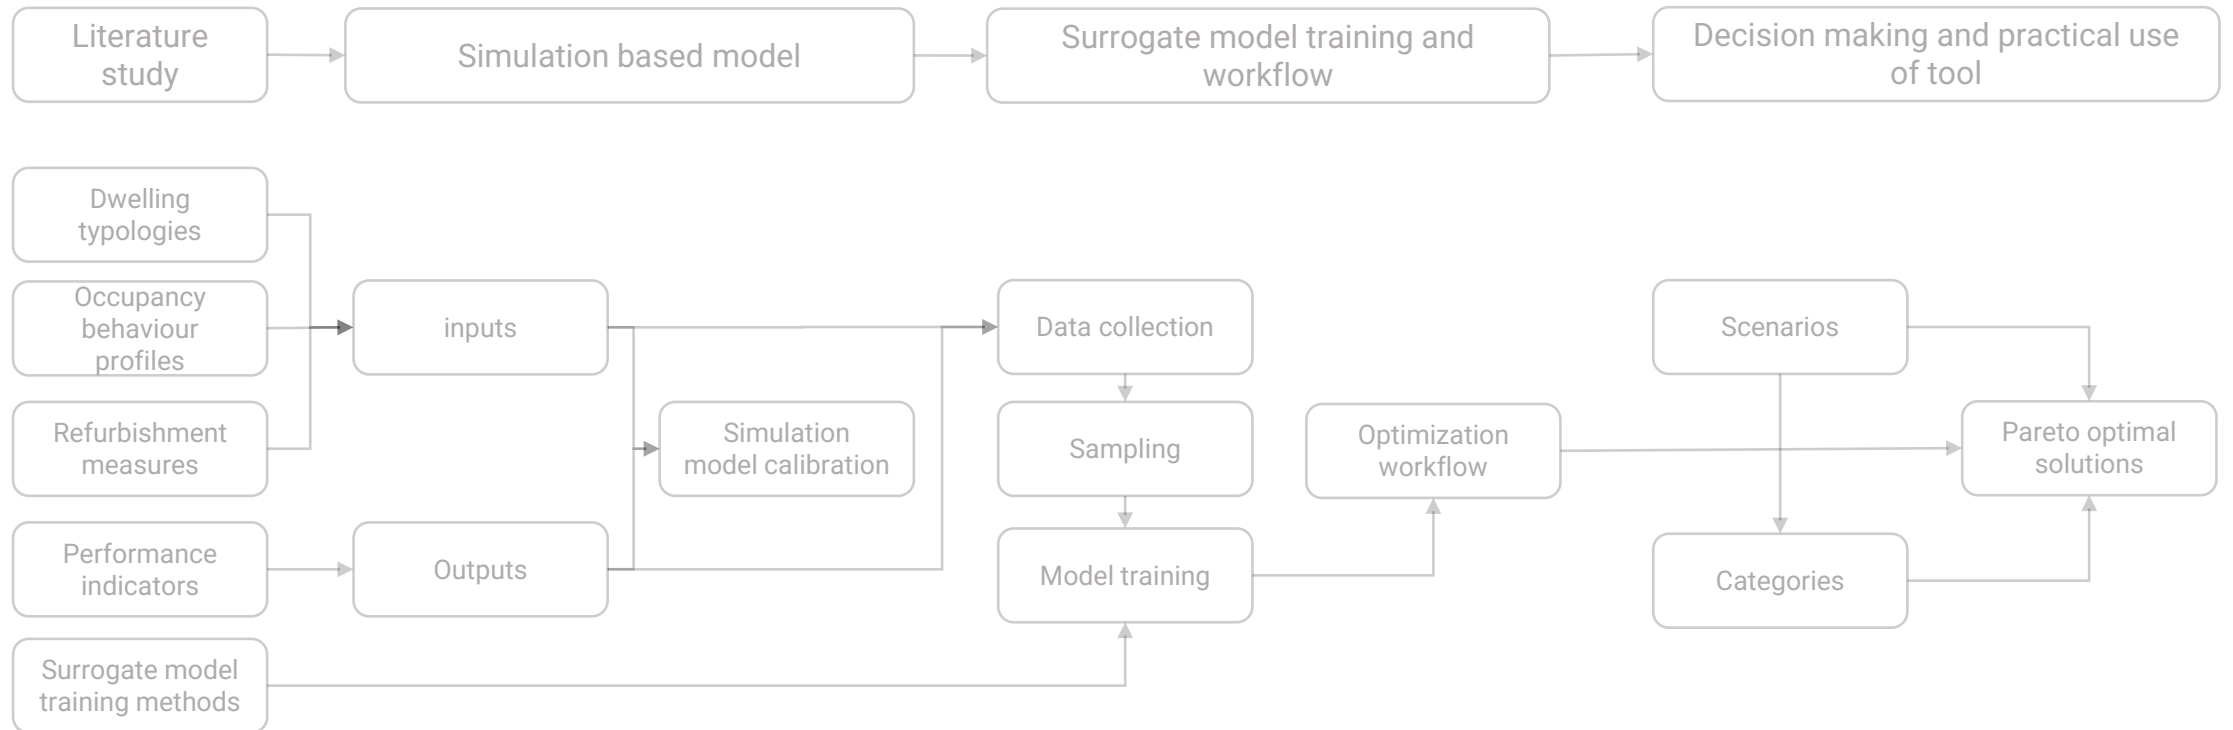 Literature
study
Simulation based model
Surrogate model training and
workflow
Decision making and practical use
of tool
Dwelling
typologies
Occupancy
behaviour
profiles
Refurbishment
measures
Performance
indicators
Surrogate model
training methods
inputs
Outputs
Simulation
model calibration
Data collection
Sampling
Model training
Optimization
workflow
Scenarios
Categories
Pareto optimal
solutions